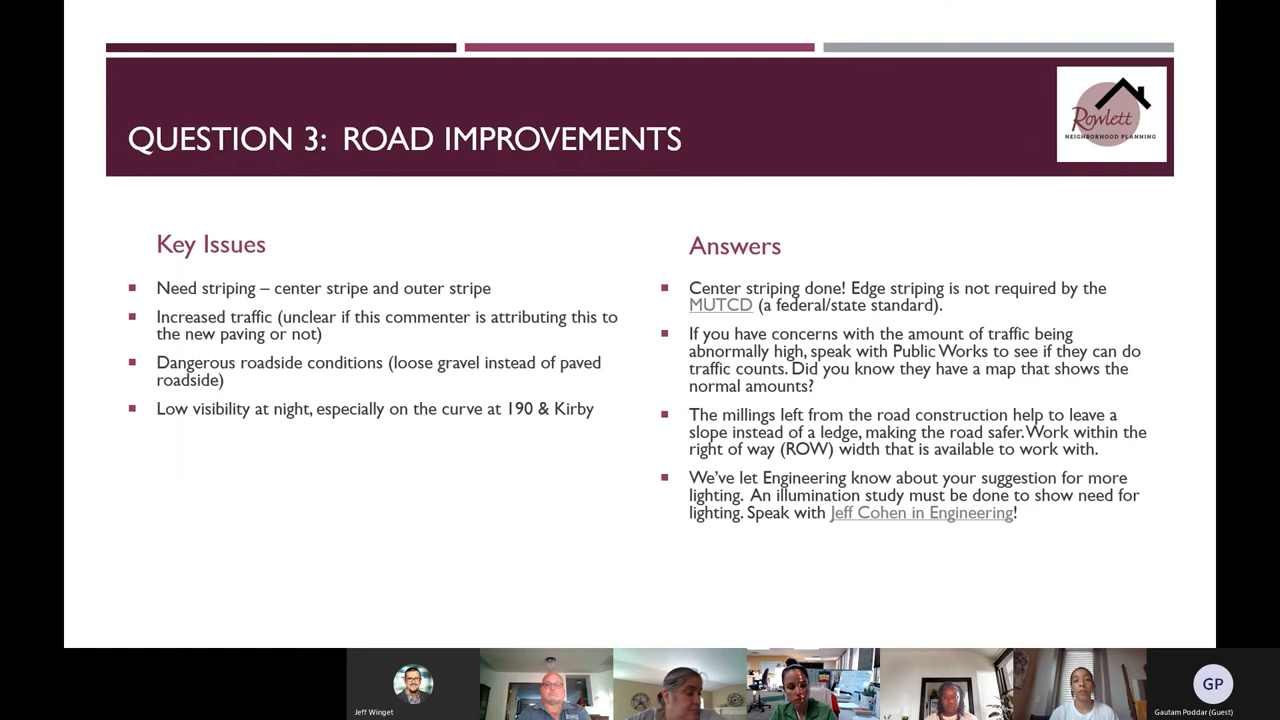 QUESTION 3: ROAD IMPROVEMENTS
Rowlett
NEIGHBORHOOD PLANNING
Key Issues
Need striping – center stripe and outer stripe
Increased traffic (unclear if this commenter is attributing this to
the new paving or not)
Dangerous roadside conditions (loose gravel instead of paved
roadside)
Low visibility at night, especially on the curve at 190 & Kirby
Answers
Center striping done! Edge striping is not required by the
MUTCD (a federal/state standard).
If you have concerns with the amount of traffic being
abnormally high, speak with Public Works to see if they can do
traffic counts. Did you know they have a map that shows the
normal amounts?
The millings left from the road construction help to leave a
slope instead of a ledge, making the road safer. Work within the
right of way (ROW) width that is available to work with.
We've let Engineering know about your suggestion for more
lighting. An illumination study must be done to show need for
lighting. Speak with Jeff Cohen in Engineering!
Jeff Winget
GP
Gautam Poddar (Guest)